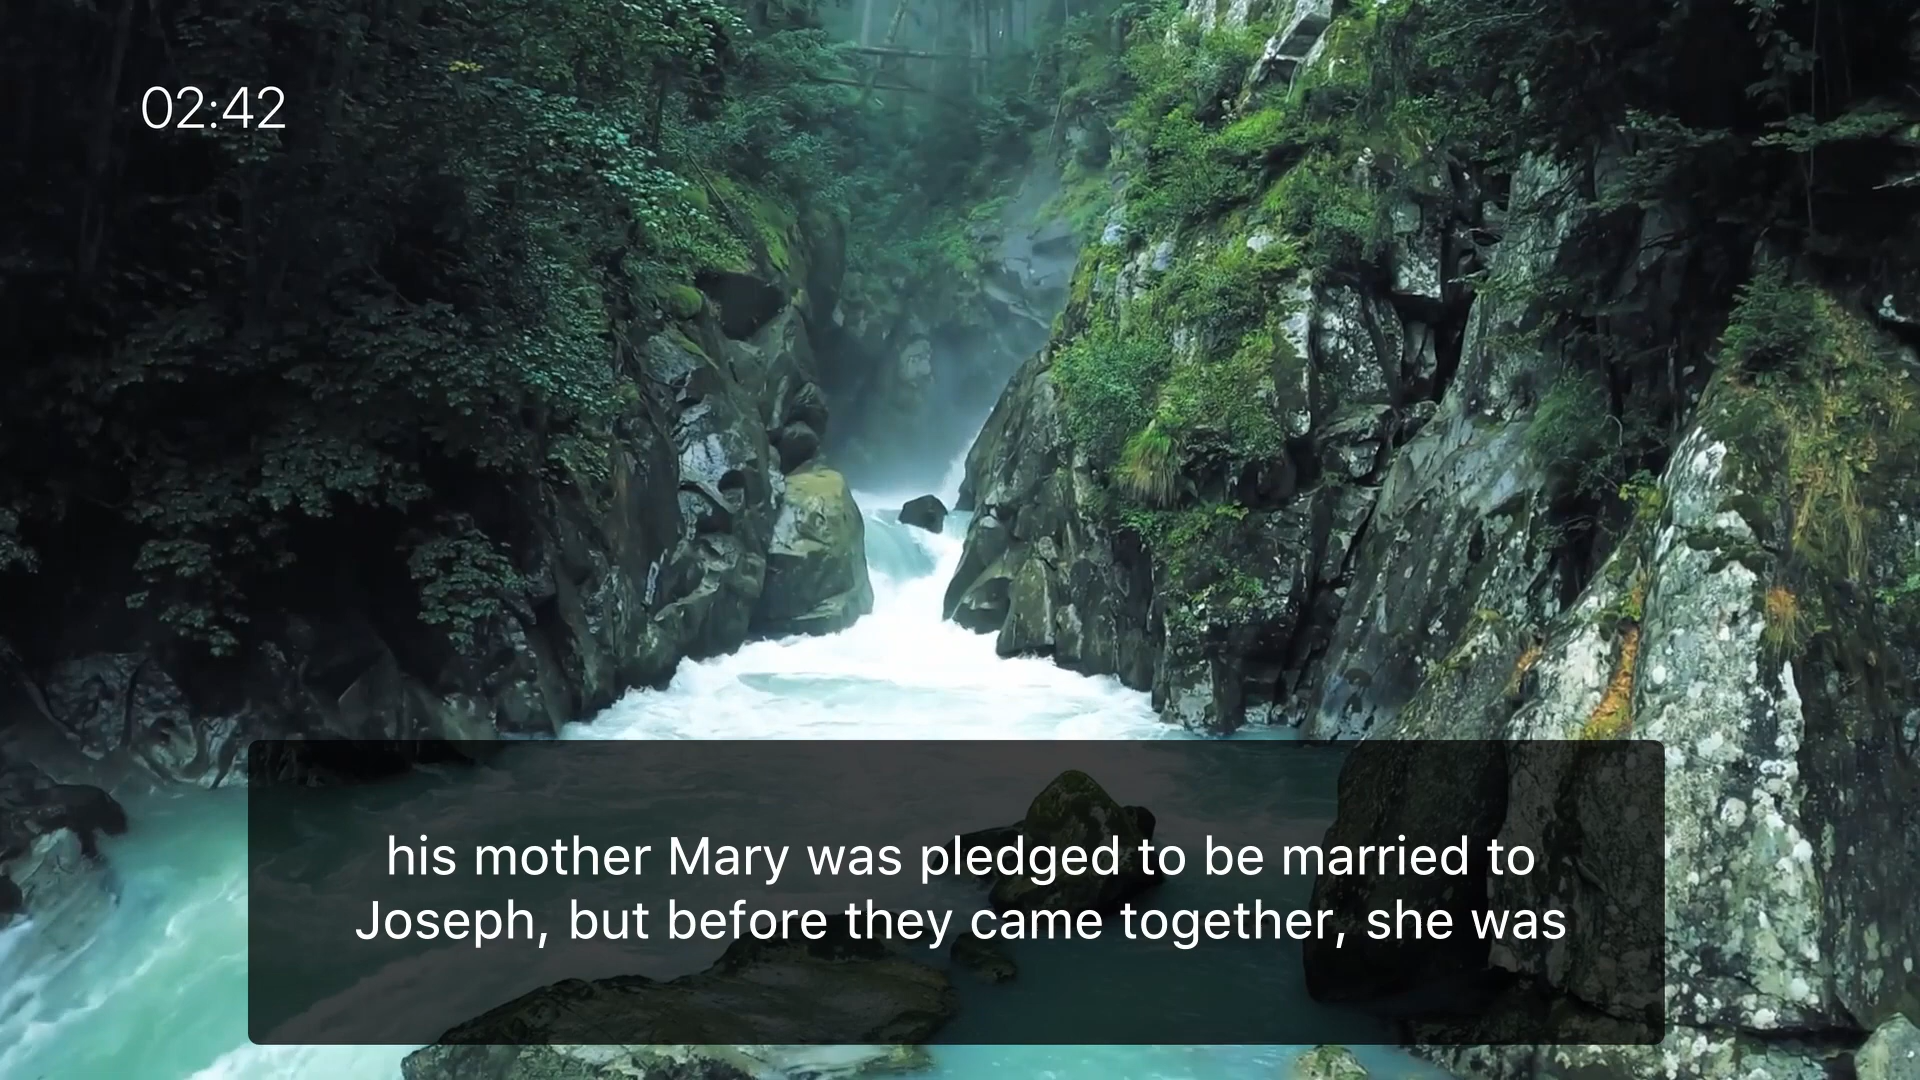 02:42
his mother Mary was pledged to be married to
Joseph, but before they came together, she was